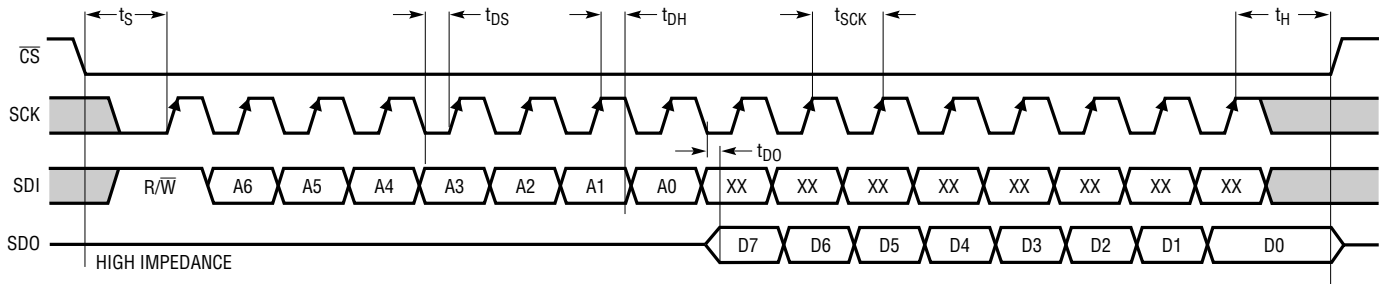 tS tDS tDH tSCK tH
CS
SCK
tDO
SDI R/W A6 A5 A4 A3 A2 A1 A0 XX XX XX XX XX XX XX XX
SDO D7 D6 D5 D4 D3 D2 D1 D0
HIGH IMPEDANCE